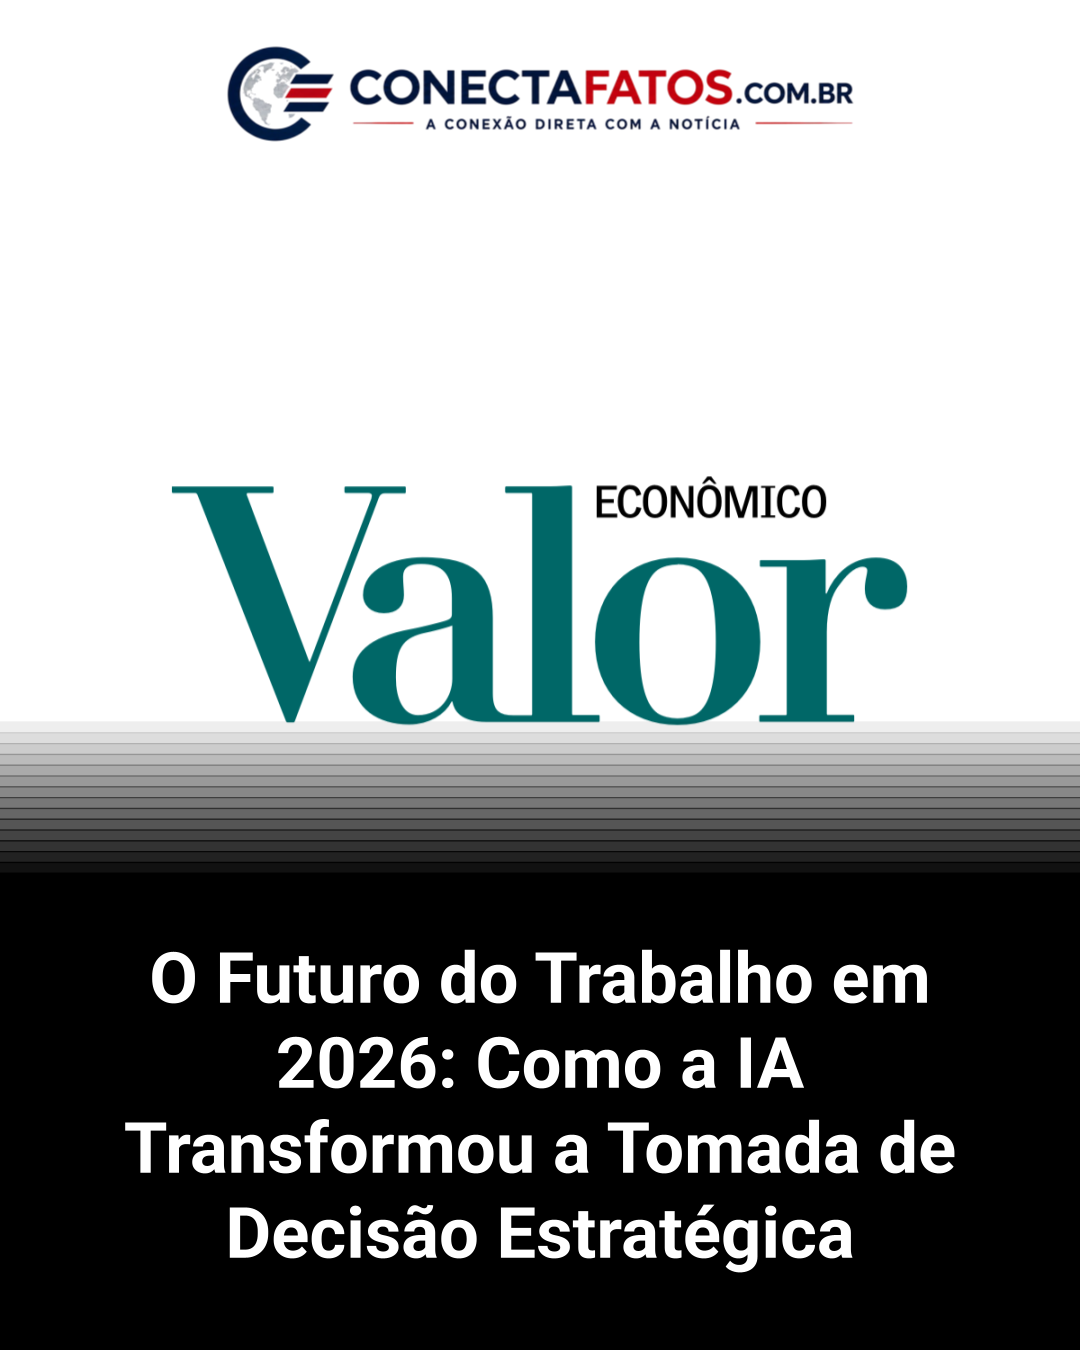 CONECTAFATOS.COM.BR
A CONEXÃO DIRETA COM A NOTÍCIA
Valor ECONÔMICO
O Futuro do Trabalho em
2026: Como a IA
Transformou a Tomada de
Decisão Estratégica